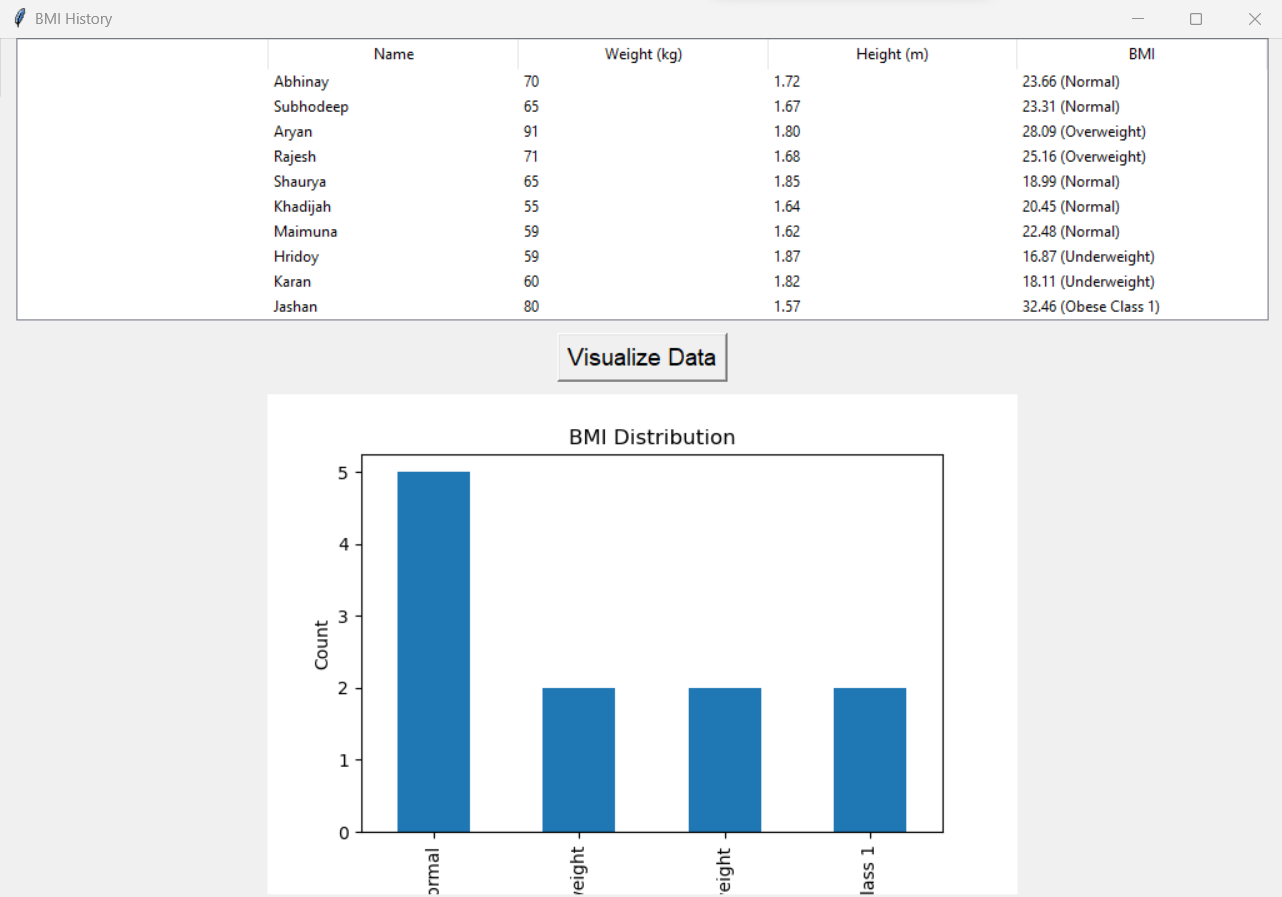 BMI History
Name Weight (kg) Height (m) BMI
Abhinay 70 1.72 23.66 (Normal)
Subhodeep 65 1.67 23.31 (Normal)
Aryan 91 1.80 28.09 (Overweight)
Rajesh 71 1.68 25.16 (Overweight)
Shaurya 65 1.85 18.99 (Normal)
Khadijah 55 1.64 20.45 (Normal)
Maimuna 59 1.62 22.48 (Normal)
Hridoy 59 1.87 16.87 (Underweight)
Karan 60 1.82 18.11 (Underweight)
Jashan 80 1.57 32.46 (Obese Class 1)
Visualize Data
BMI Distribution
5
4
3
2
1
0
Count
ormal
eight
eight
lass 1